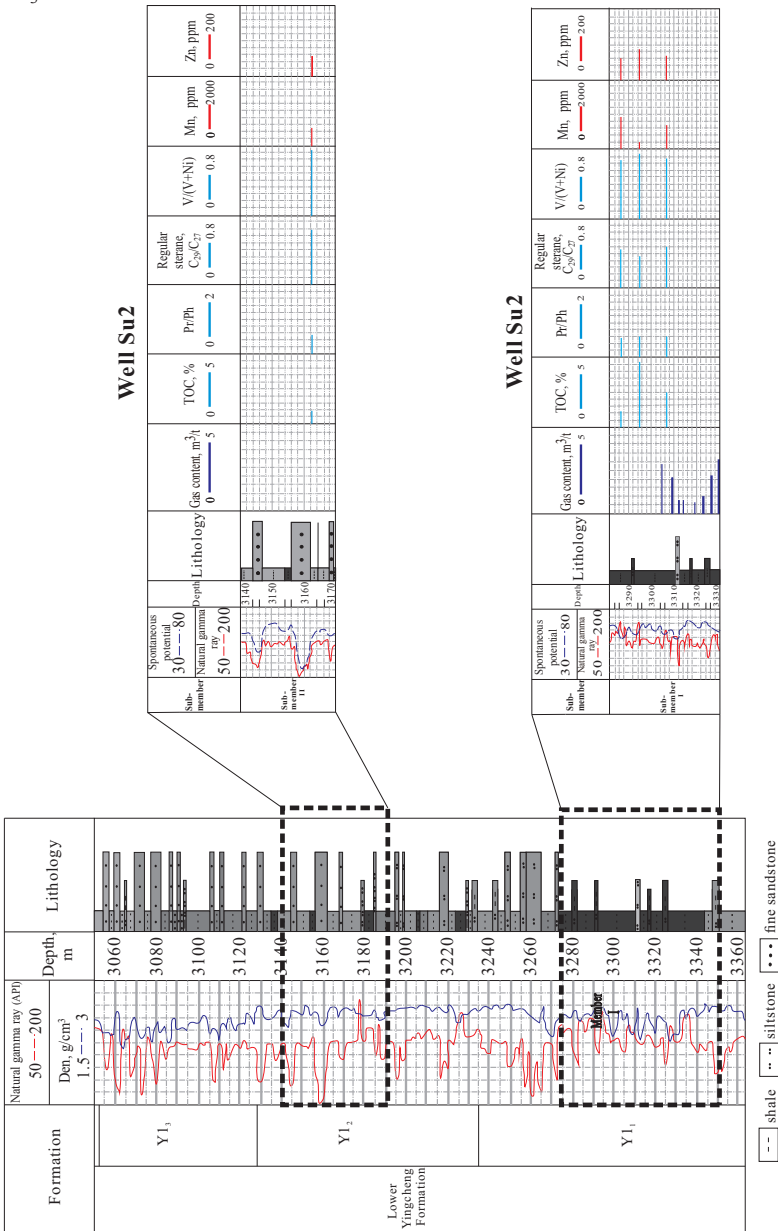 Formation
Natural gamma ray (API)
50 -- -- 200
Den, g/cm³
1.5 -- -- 3
Depth, m
Lithology
Lower
Yingcheng
Formation
Y1₃
Y1₂
Y1₁
3060
3080
3100
3120
3140
3160
3180
3200
3220
3240
3260
3280
3300
3320
3340
3360
Member
I
-- shale
siltstone
fine sandstone
Well Su2
Sub-
member
Spontaneous
potential
30 -- -- 80
Natural gamma
ray
50 -- -- 200
Depth
Lithology
Gas content, m³/t
0 5
TOC, %
0 5
Pr/Ph
0 2
Regular
sterane,
C₂₉/C₂₇
0 0.8
V/(V+Ni)
0 0.8
Mn, ppm
0 2000
Zn, ppm
0 200
Sub-
member
II
3140
3150
3160
3170
Well Su2
Sub-
member
Spontaneous
potential
30 -- -- 80
Natural gamma
ray
50 -- -- 200
Depth
Lithology
Gas content, m³/t
0 5
TOC, %
0 5
Pr/Ph
0 2
Regular
sterane,
C₂₉/C₂₇
0 0.8
V/(V+Ni)
0 0.8
Mn, ppm
0 2000
Zn, ppm
0 200
Sub-
member
I
3290
3300
3310
3320
3330